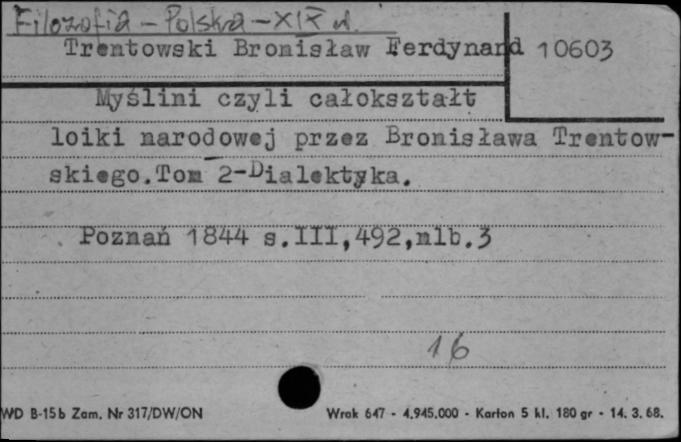 Filozofia - Polska - XIX w.
Trentowski Bronisław Ferdynand 10603
Myślini czyli całokształt
loiki narodowej przez Bronisława Trentow-
skiego.Tom 2-Dialektyka.
Poznań 1844 s.III,492,nlb.3
16
WD B-15b Zam. Nr 317/DW/ON Wrak 647 - 4.945.000 - Karton 5 kl. 180 gr - 14. 3. 68.